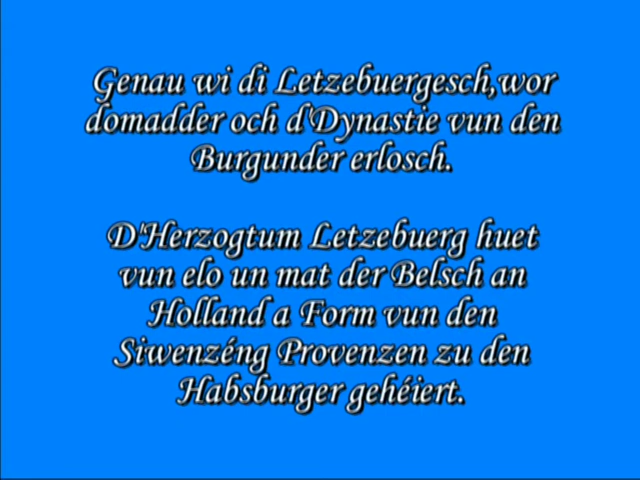 Genau wi di Letzebuergesch,wor
domadder och d'Dynastie vun den
Burgunder erlosch.
D'Herzogtum Letzebuerg huet
vun elo un mat der Belsch an
Holland a Form vun den
Siwenzéng Provenzen zu den
Habsburger gehéiert.